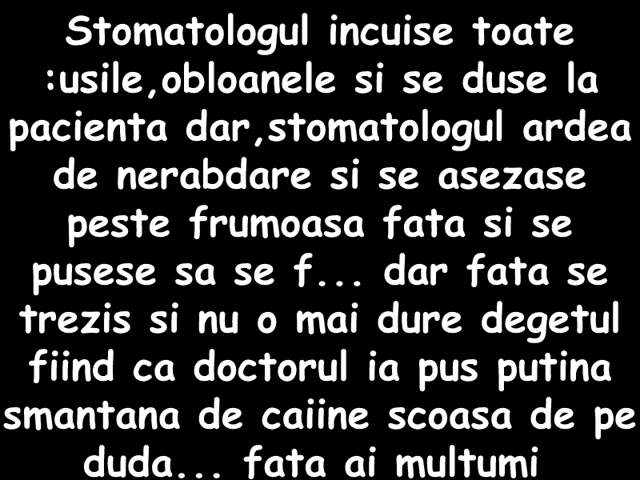 Stomatologul incuise toate
:usile,obloanele si se duse la
pacienta dar,stomatologul ardea
de nerabdare si se asezase
peste frumoasa fata si se
pusese sa se f... dar fata se
trezis si nu o mai dure degetul
fiind ca doctorul ia pus putina
smantana de caiine scoasa de pe
duda... fata ai multumi